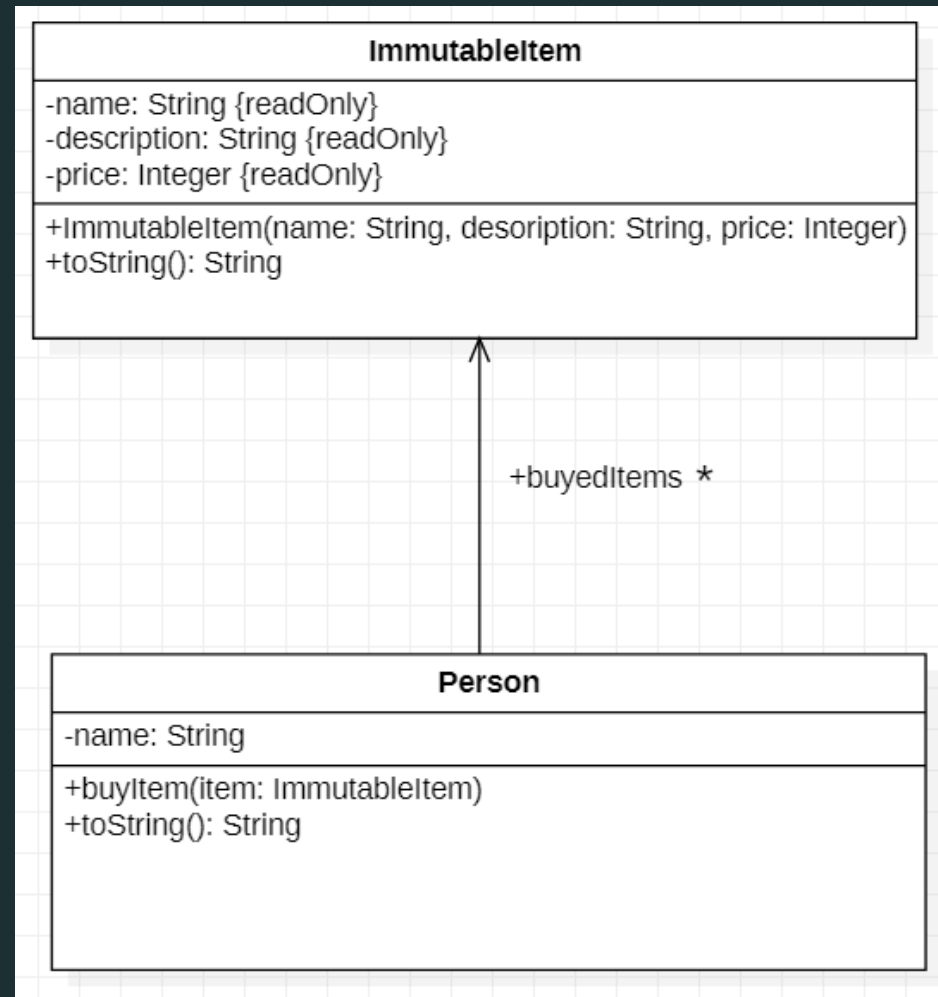 ImmutableItem
-name: String {readOnly}
-description: String {readOnly}
-price: Integer {readOnly}
+ImmutableItem(name: String, desoription: String, price: Integer)
+toString(): String
+buyedItems *
Person
-name: String
+buyItem(item: ImmutableItem)
+toString(): String